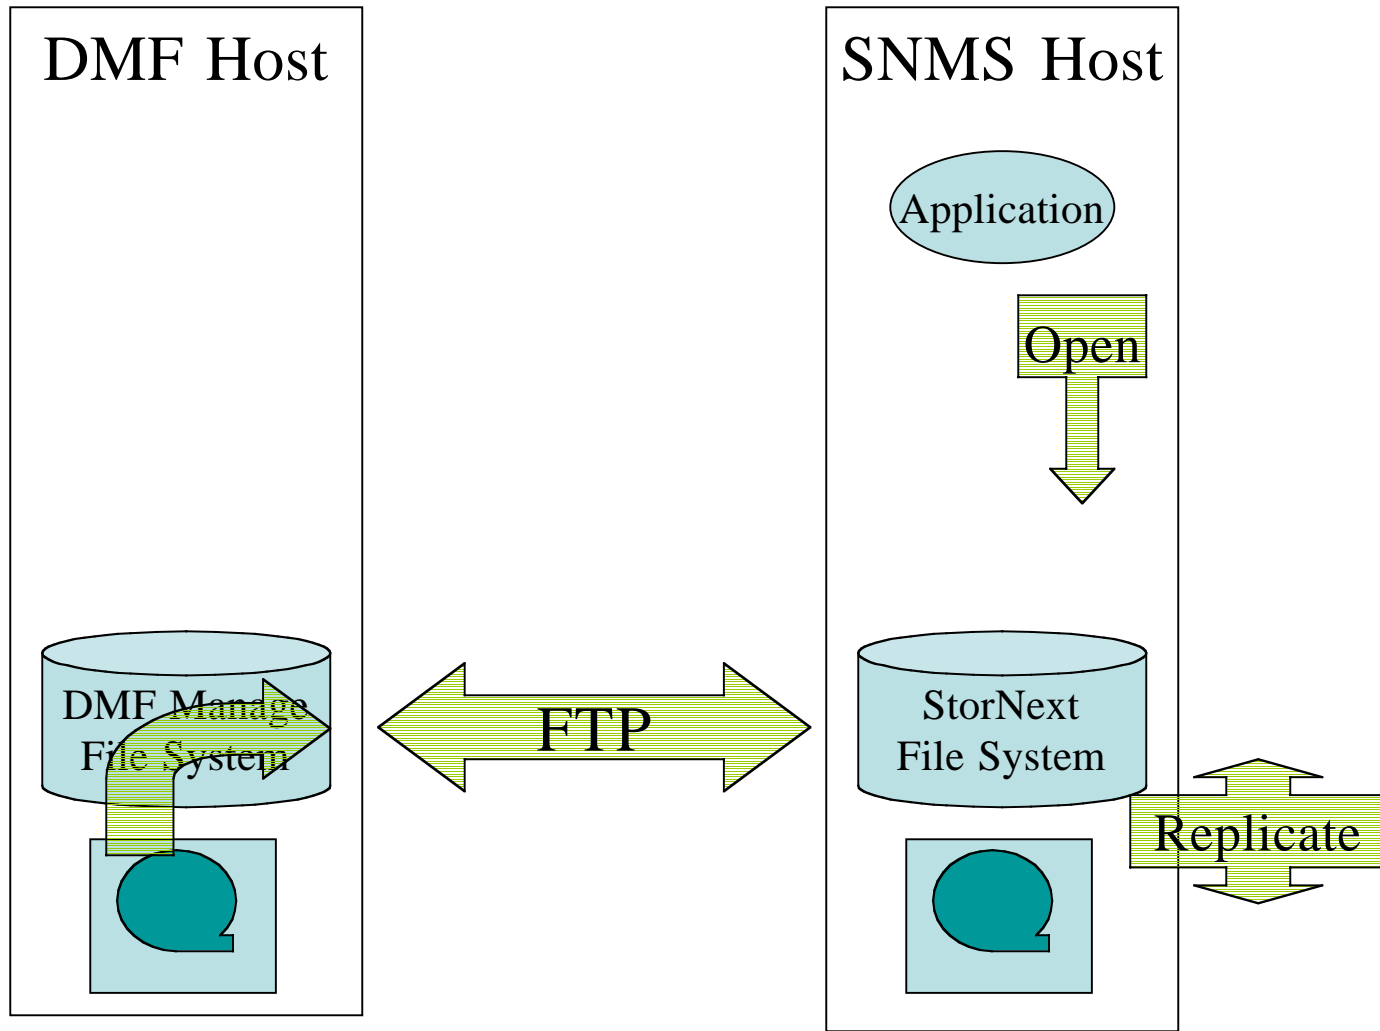 DMF Host
SNMS Host
Application
Open
DMF Manage
File System
FTP
StorNext
File System
Replicate